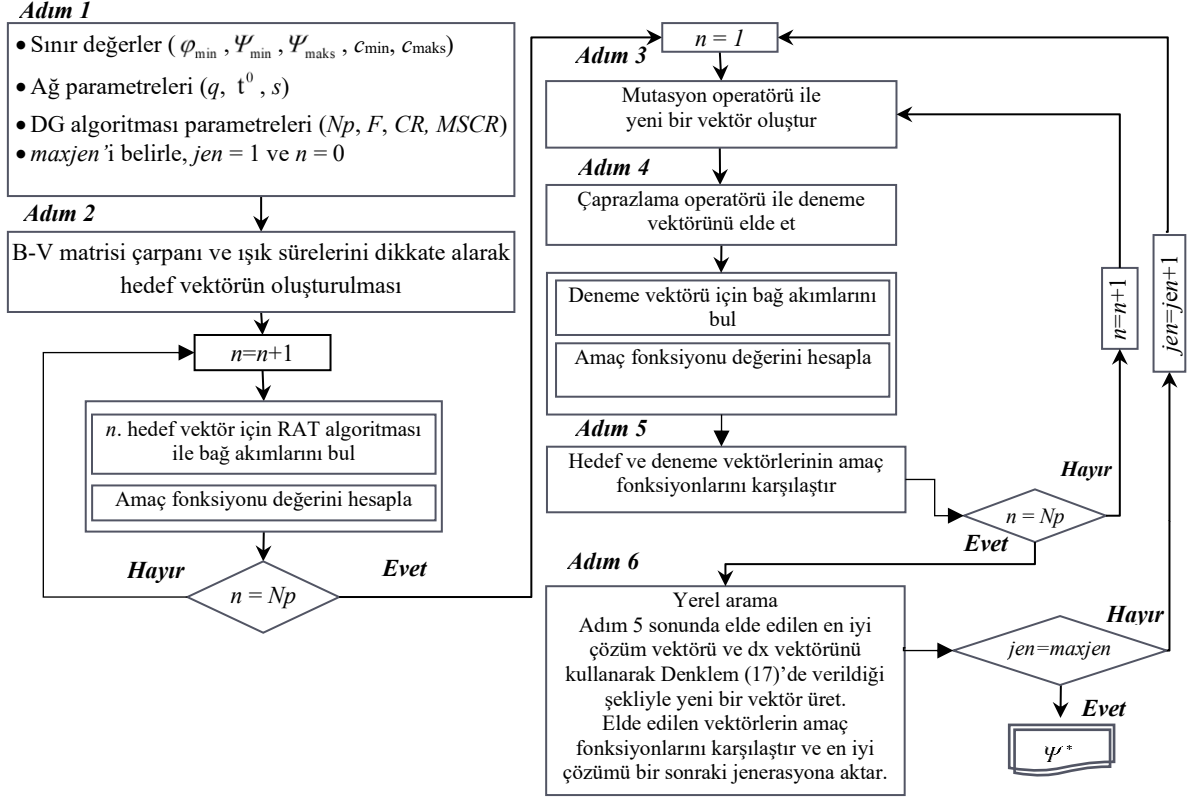 Adım 1
• Sınır değerler ( φmin , Ψmin , Ψmaks , cmin, cmaks)
• Ağ parametreleri (q, t⁰ , s)
• DG algoritması parametreleri (Np, F, CR, MSCR)
• maxjen'i belirle, jen = 1 ve n = 0
Adım 2
B-V matrisi çarpanı ve ışık sürelerini dikkate alarak
hedef vektörün oluşturulması
n=n+1
n. hedef vektör için RAT algoritması
ile bağ akımlarını bul
Amaç fonksiyonu değerini hesapla
Hayır
Evet
n = Np
n = 1
Adım 3
Mutasyon operatörü ile
yeni bir vektör oluştur
Adım 4
Çaprazlama operatörü ile deneme
vektörünü elde et
Deneme vektörü için bağ akımlarını
bul
Amaç fonksiyonu değerini hesapla
Adım 5
Hedef ve deneme vektörlerinin amaç
fonksiyonlarını karşılaştır
n = Np
Hayır
n=n+1
jen=jen+1
Evet
Adım 6
Yerel arama
Adım 5 sonunda elde edilen en iyi
çözüm vektörü ve dx vektörünü
kullanarak Denklem (17)'de verildiği
şekliyle yeni bir vektör üret.
Elde edilen vektörlerin amaç
fonksiyonlarını karşılaştır ve en iyi
çözümü bir sonraki jenerasyona aktar.
Hayır
jen=maxjen
Evet
Ψ*